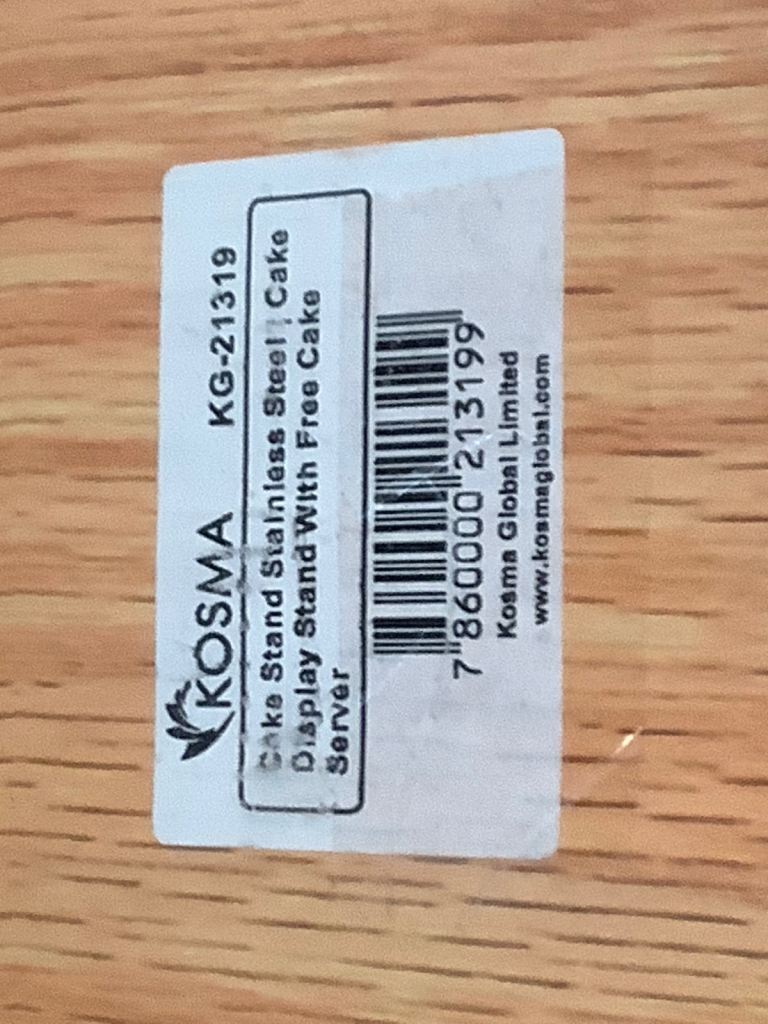 KOSMA KG-21319
Cake Stand Stainless Steel | Cake
Display Stand With Free Cake
Server
7 860000 213199
Kosma Global Limited
www.kosmaglobal.com